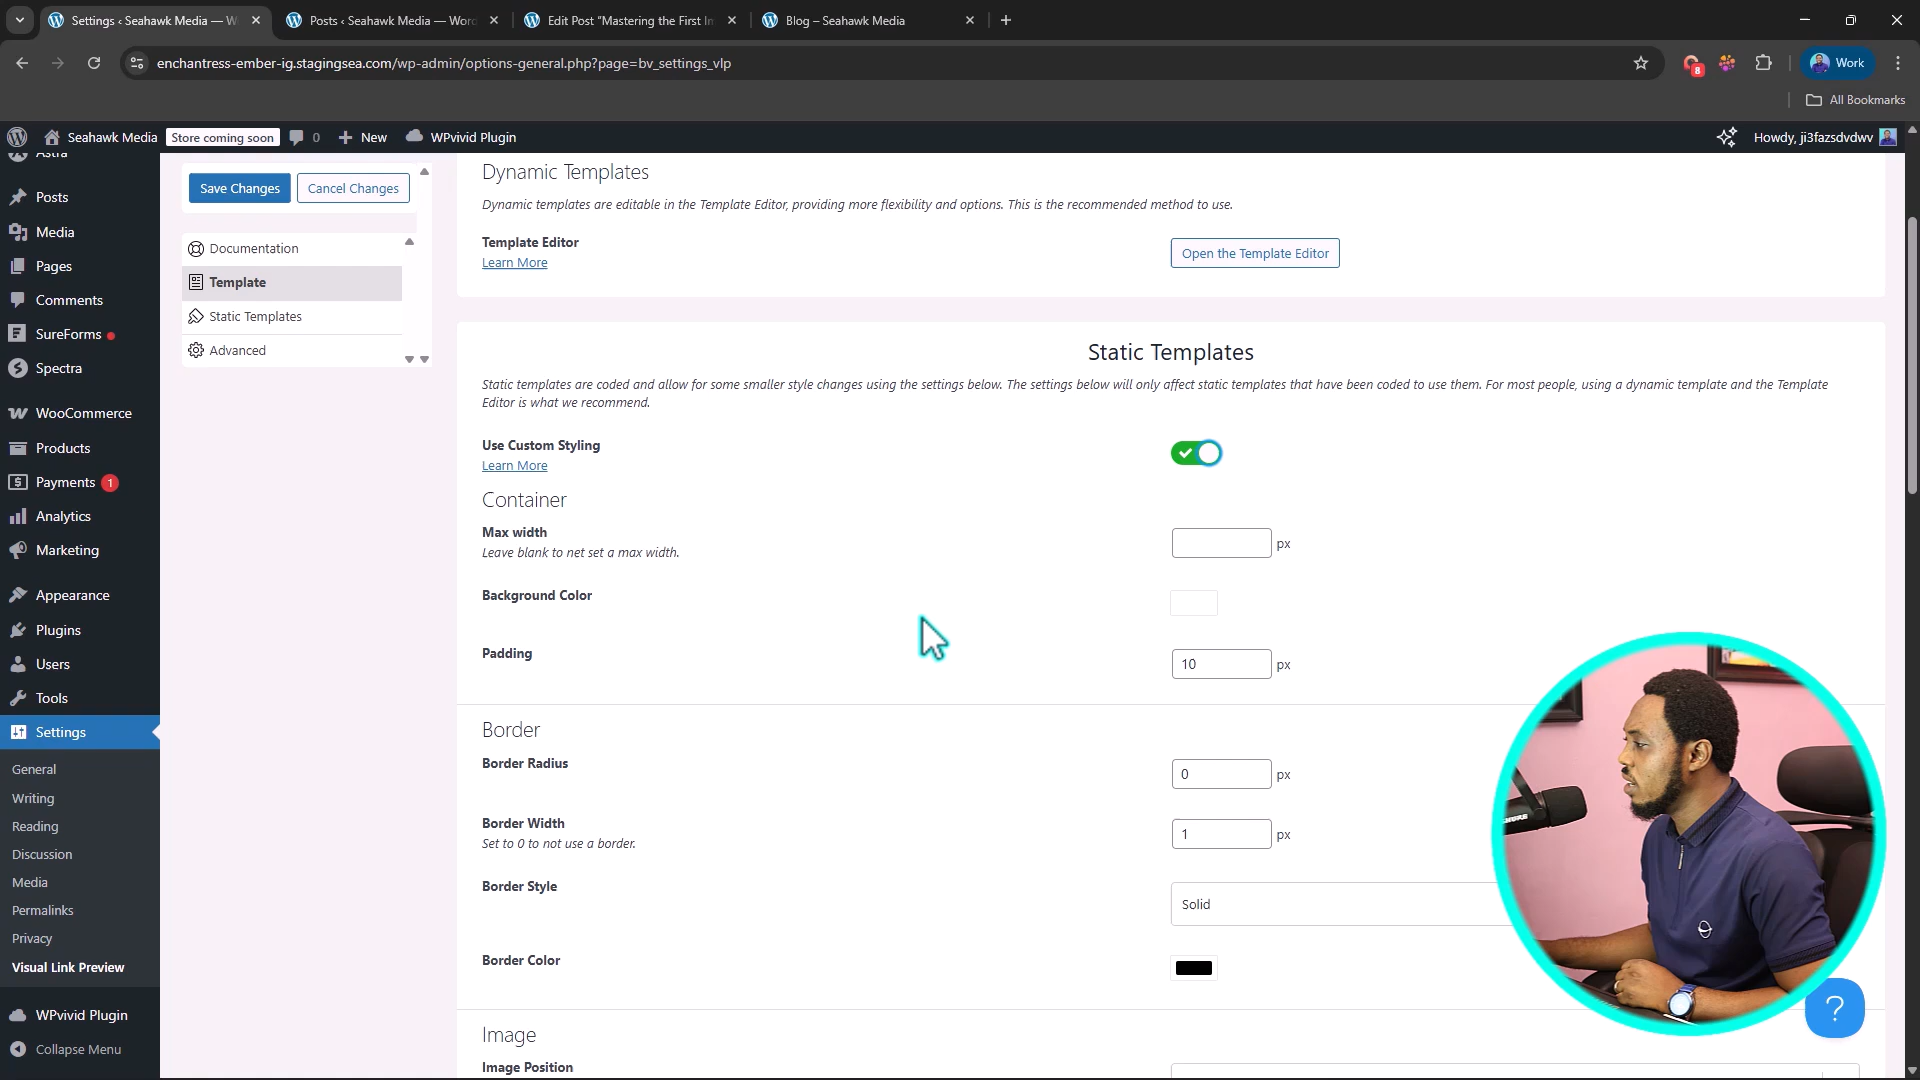 Settings ‹ Seahawk Media — W
Posts ‹ Seahawk Media — Word
Edit Post “Mastering the First In
Blog – Seahawk Media
enchantress-ember-ig.stagingsea.com/wp-admin/options-general.php?page=bv_settings_vlp
8
Work
All Bookmarks
Seahawk Media
Store coming soon
0
New
WPvivid Plugin
Howdy, ji3fazsdvdwv
Astra
Posts
Media
Pages
Comments
SureForms
Spectra
WooCommerce
Products
Payments 1
Analytics
Marketing
Appearance
Plugins
Users
Tools
Settings
General
Writing
Reading
Discussion
Media
Permalinks
Privacy
Visual Link Preview
WPvivid Plugin
Collapse Menu
Save Changes
Cancel Changes
Documentation
Template
Static Templates
Advanced
Dynamic Templates
Dynamic templates are editable in the Template Editor, providing more flexibility and options. This is the recommended method to use.
Template Editor
Learn More
Open the Template Editor
Static Templates
Static templates are coded and allow for some smaller style changes using the settings below. The settings below will only affect static templates that have been coded to use them. For most people, using a dynamic template and the Template
Editor is what we recommend.
Use Custom Styling
Learn More
Container
Max width
Leave blank to net set a max width.
px
Background Color
Padding
10 px
Border
Border Radius
0 px
Border Width
Set to 0 to not use a border.
1 px
Border Style
Solid
Border Color
Image
Image Position
SHURE
?